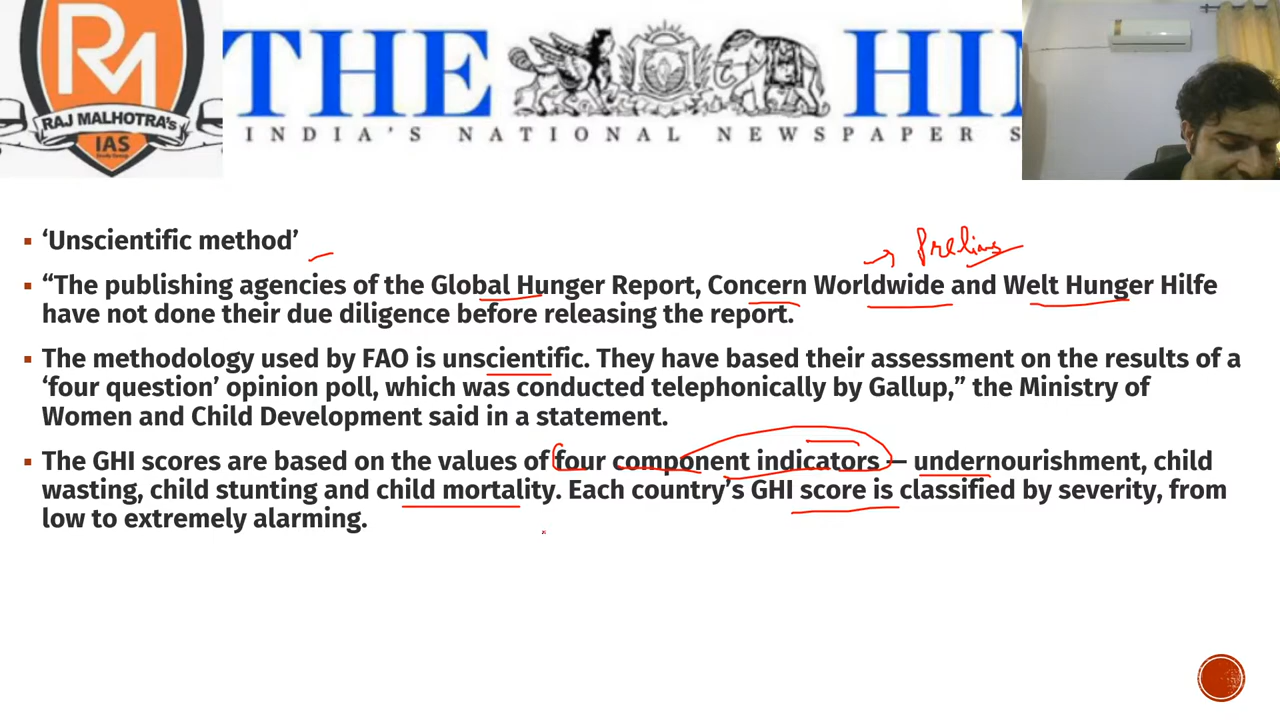 RM
RAJ MALHOTRA's
IAS
Study Group
THE HI
INDIA'S NATIONAL NEWSPAPER S
Prelims
▪ ‘Unscientific method’
▪ “The publishing agencies of the Global Hunger Report, Concern Worldwide and Welt Hunger Hilfe
have not done their due diligence before releasing the report.
▪ The methodology used by FAO is unscientific. They have based their assessment on the results of a
‘four question’ opinion poll, which was conducted telephonically by Gallup,” the Ministry of
Women and Child Development said in a statement.
▪ The GHI scores are based on the values of four component indicators — undernourishment, child
wasting, child stunting and child mortality. Each country’s GHI score is classified by severity, from
low to extremely alarming.